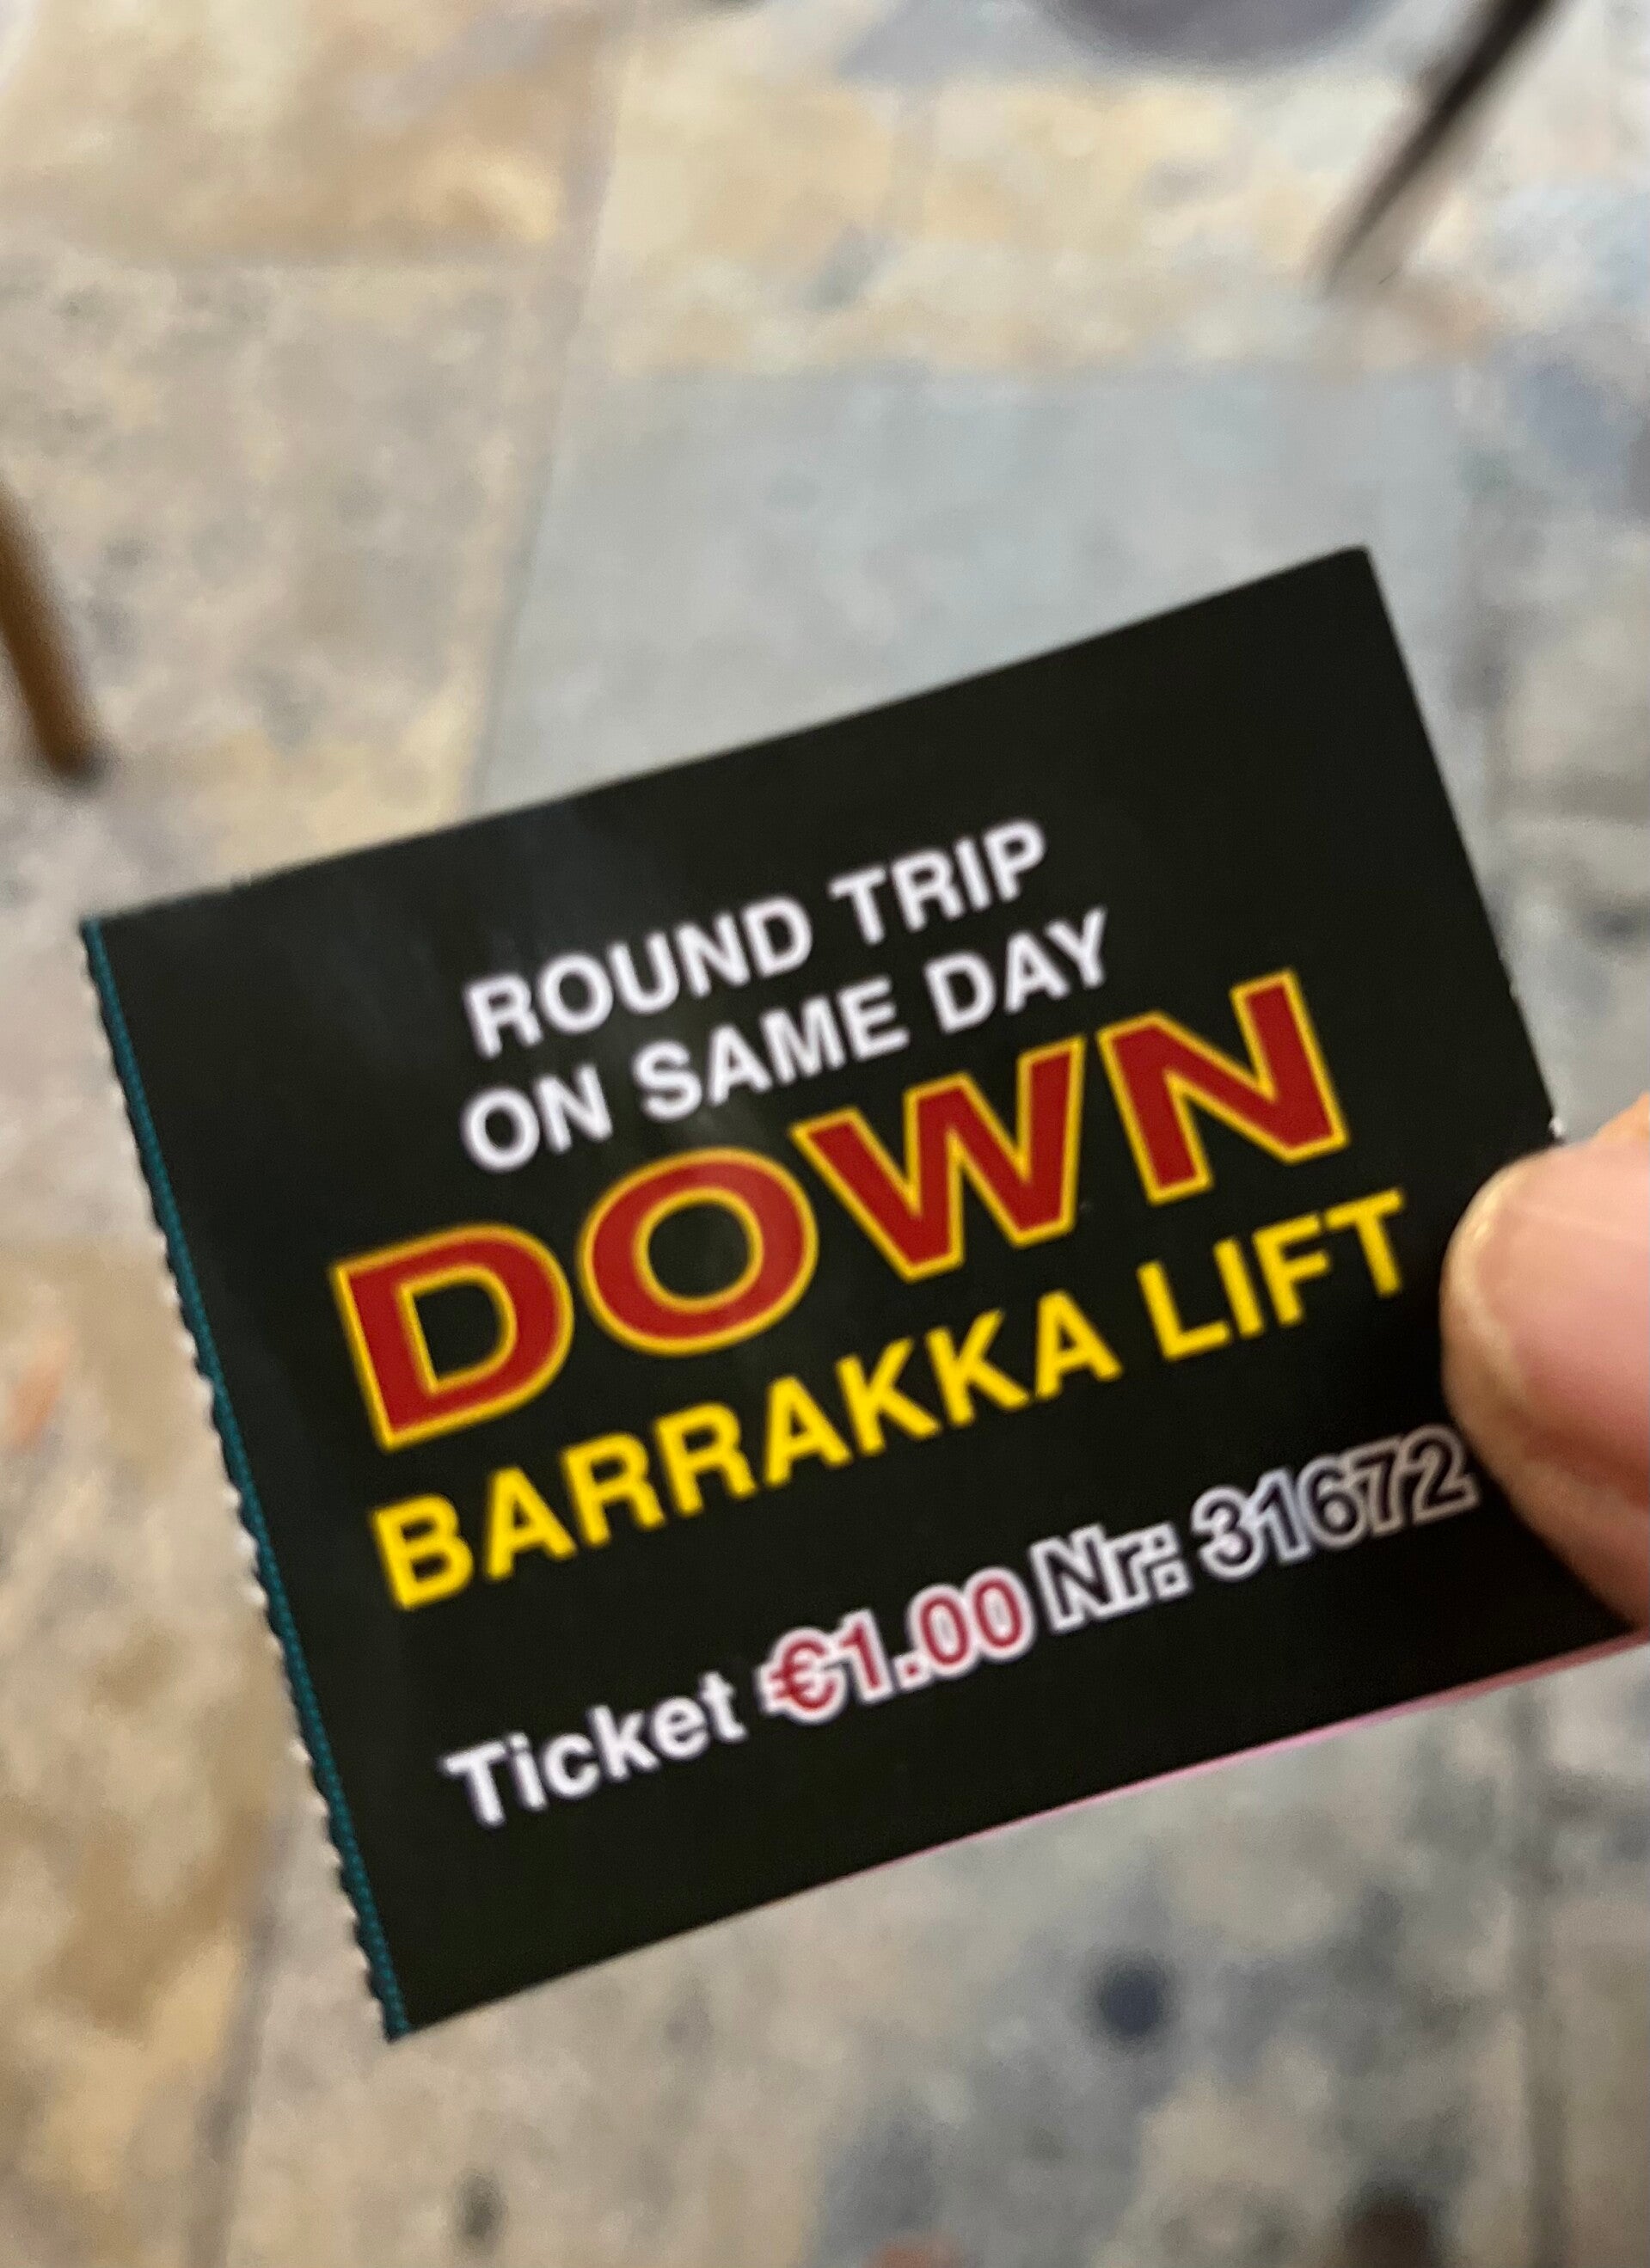 ROUND TRIP
ON SAME DAY
DOWN
BARRAKKA LIFT
Ticket €1.00 Nr: 31672